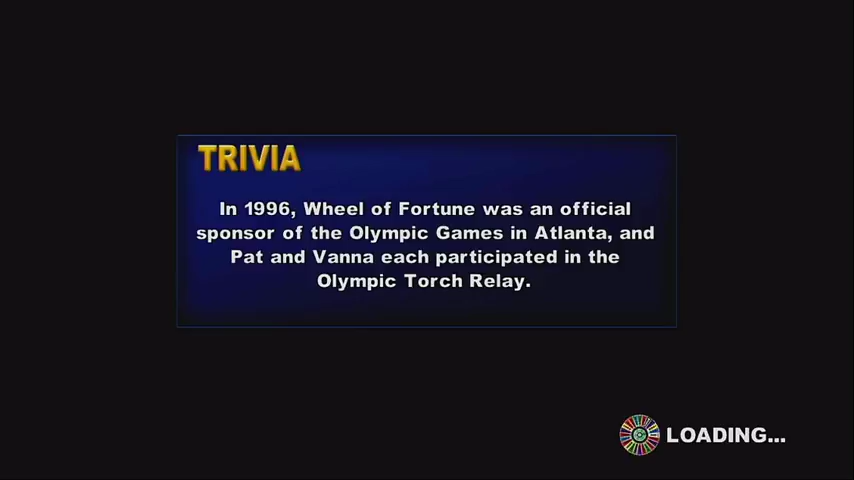 TRIVIA
In 1996, Wheel of Fortune was an official
sponsor of the Olympic Games in Atlanta, and
Pat and Vanna each participated in the
Olympic Torch Relay.
LOADING...